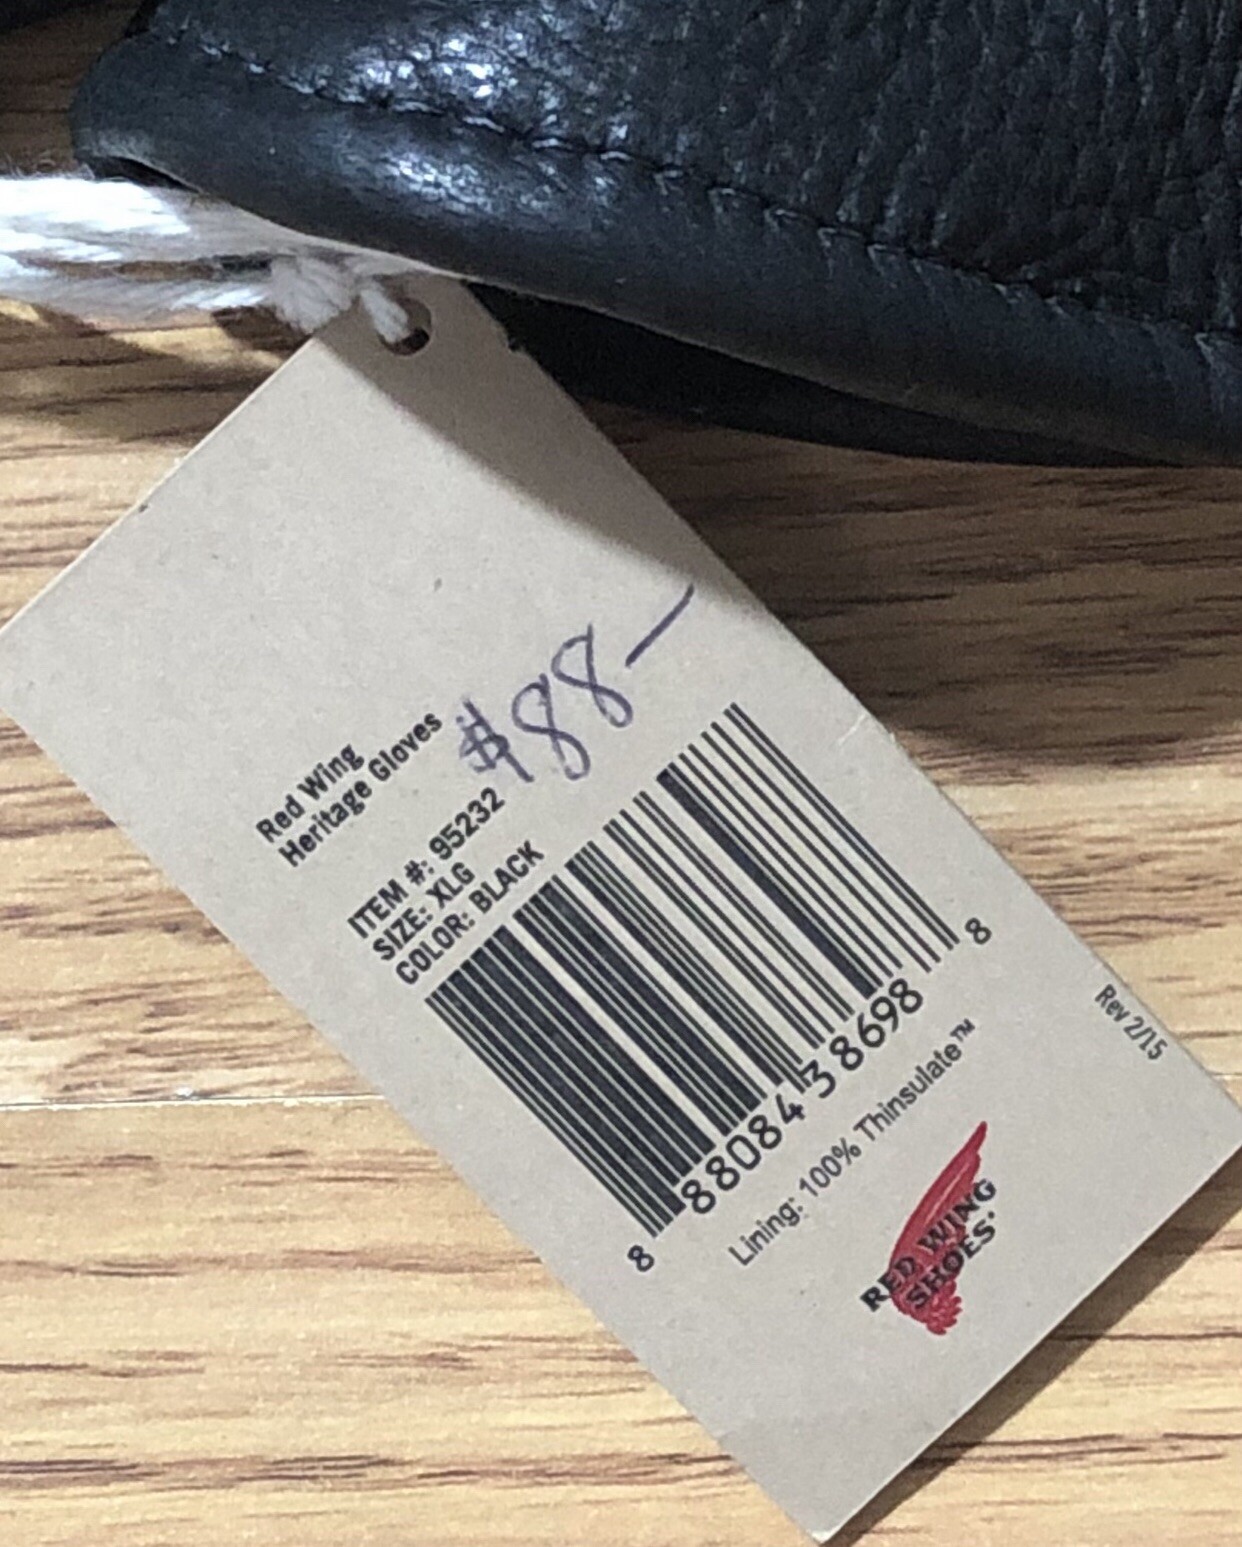 $88-
Red Wing
Heritage Gloves
ITEM #: 95232
SIZE: XLG
COLOR: BLACK
8 88084 38698 8
Lining: 100% Thinsulate™
Rev 2/15
RED WING
SHOES®